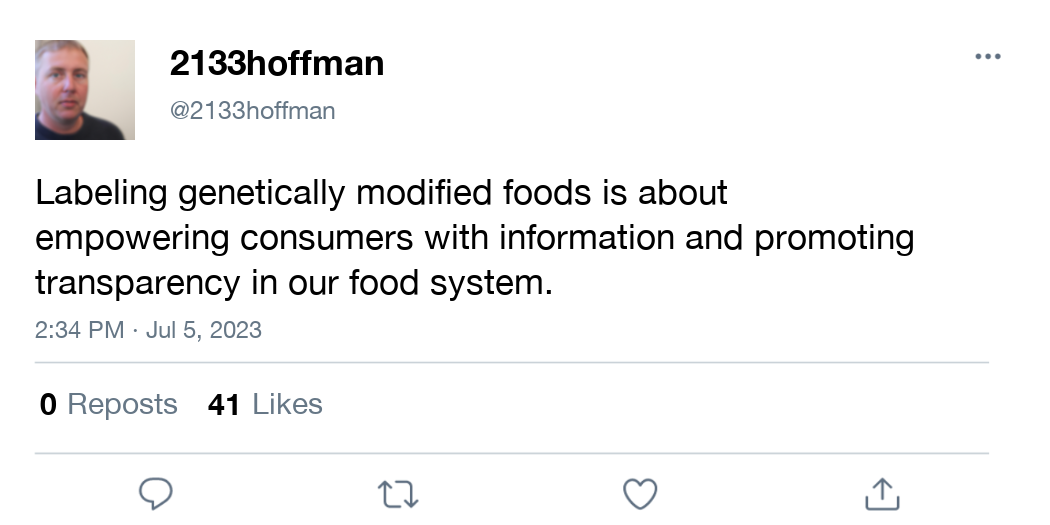 2133hoffman
@2133hoffman
Labeling genetically modified foods is about
empowering consumers with information and promoting
transparency in our food system.
2:34 PM · Jul 5, 2023
0 Reposts 41 Likes